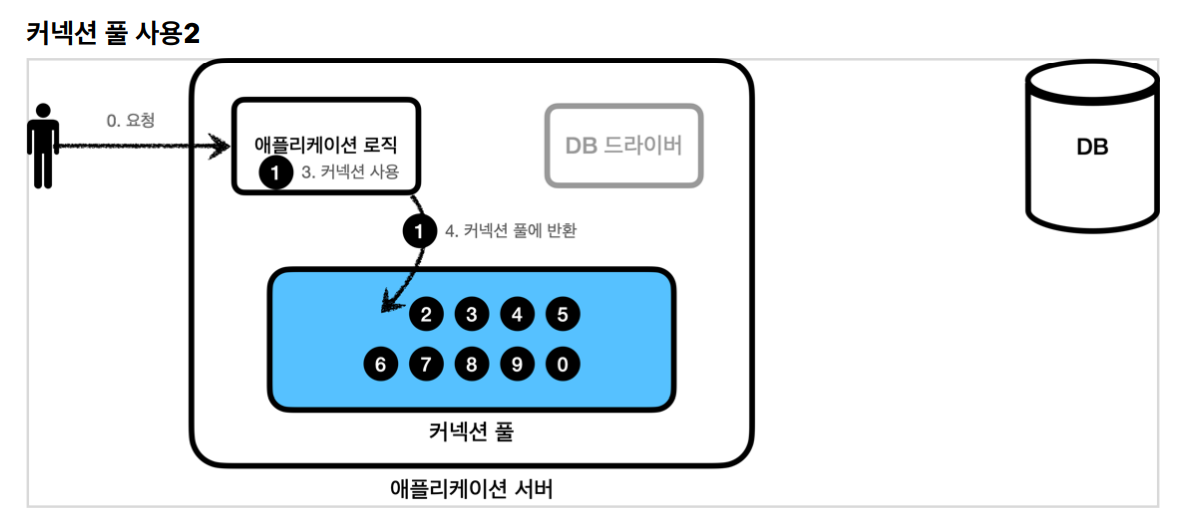 커넥션 풀 사용2
0. 요청
애플리케이션 로직
1 3. 커넥션 사용
DB 드라이버
DB
1 4. 커넥션 풀에 반환
2 3 4 5
6 7 8 9 0
커넥션 풀
애플리케이션 서버